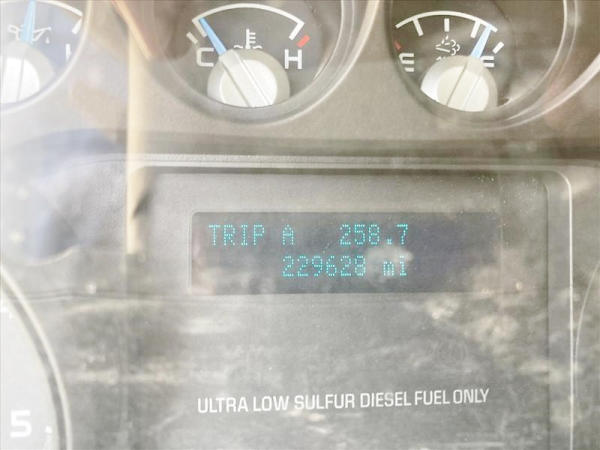 C H
E F
TRIP A 258.7
229628 mi
ULTRA LOW SULFUR DIESEL FUEL ONLY
5